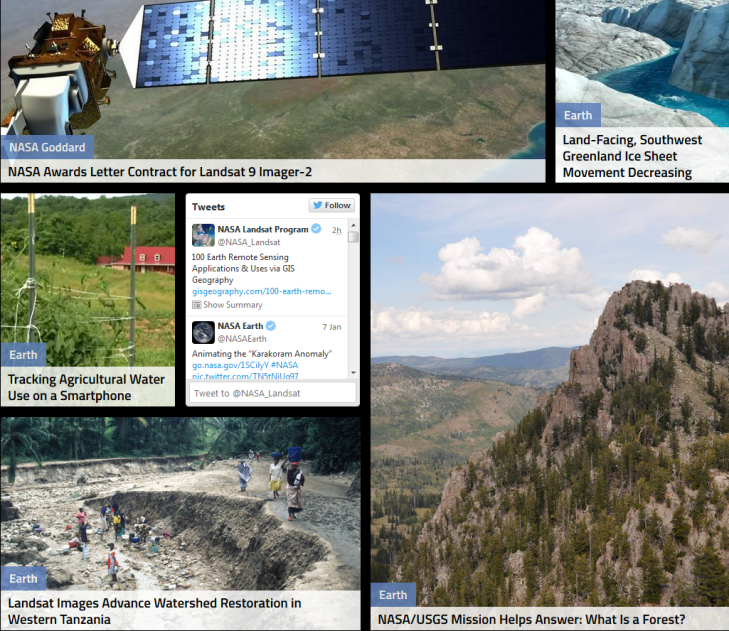 NASA Goddard
NASA Awards Letter Contract for Landsat 9 Imager-2
Earth
Land-Facing, Southwest
Greenland Ice Sheet
Movement Decreasing
Earth
Tracking Agricultural Water
Use on a Smartphone
Tweets
Follow
NASA Landsat Program 2h
@NASA_Landsat
100 Earth Remote Sensing
Applications & Uses via GIS
Geography
gisgeography.com/100-earth-remo...
Show Summary
NASA Earth 7 Jan
@NASAEarth
Animating the "Karakoram Anomaly"
go.nasa.gov/1SCilyY #NASA
pic.twitter.com/TN5tNiUg97
Tweet to @NASA_Landsat
Earth
Landsat Images Advance Watershed Restoration in
Western Tanzania
Earth
NASA/USGS Mission Helps Answer: What Is a Forest?